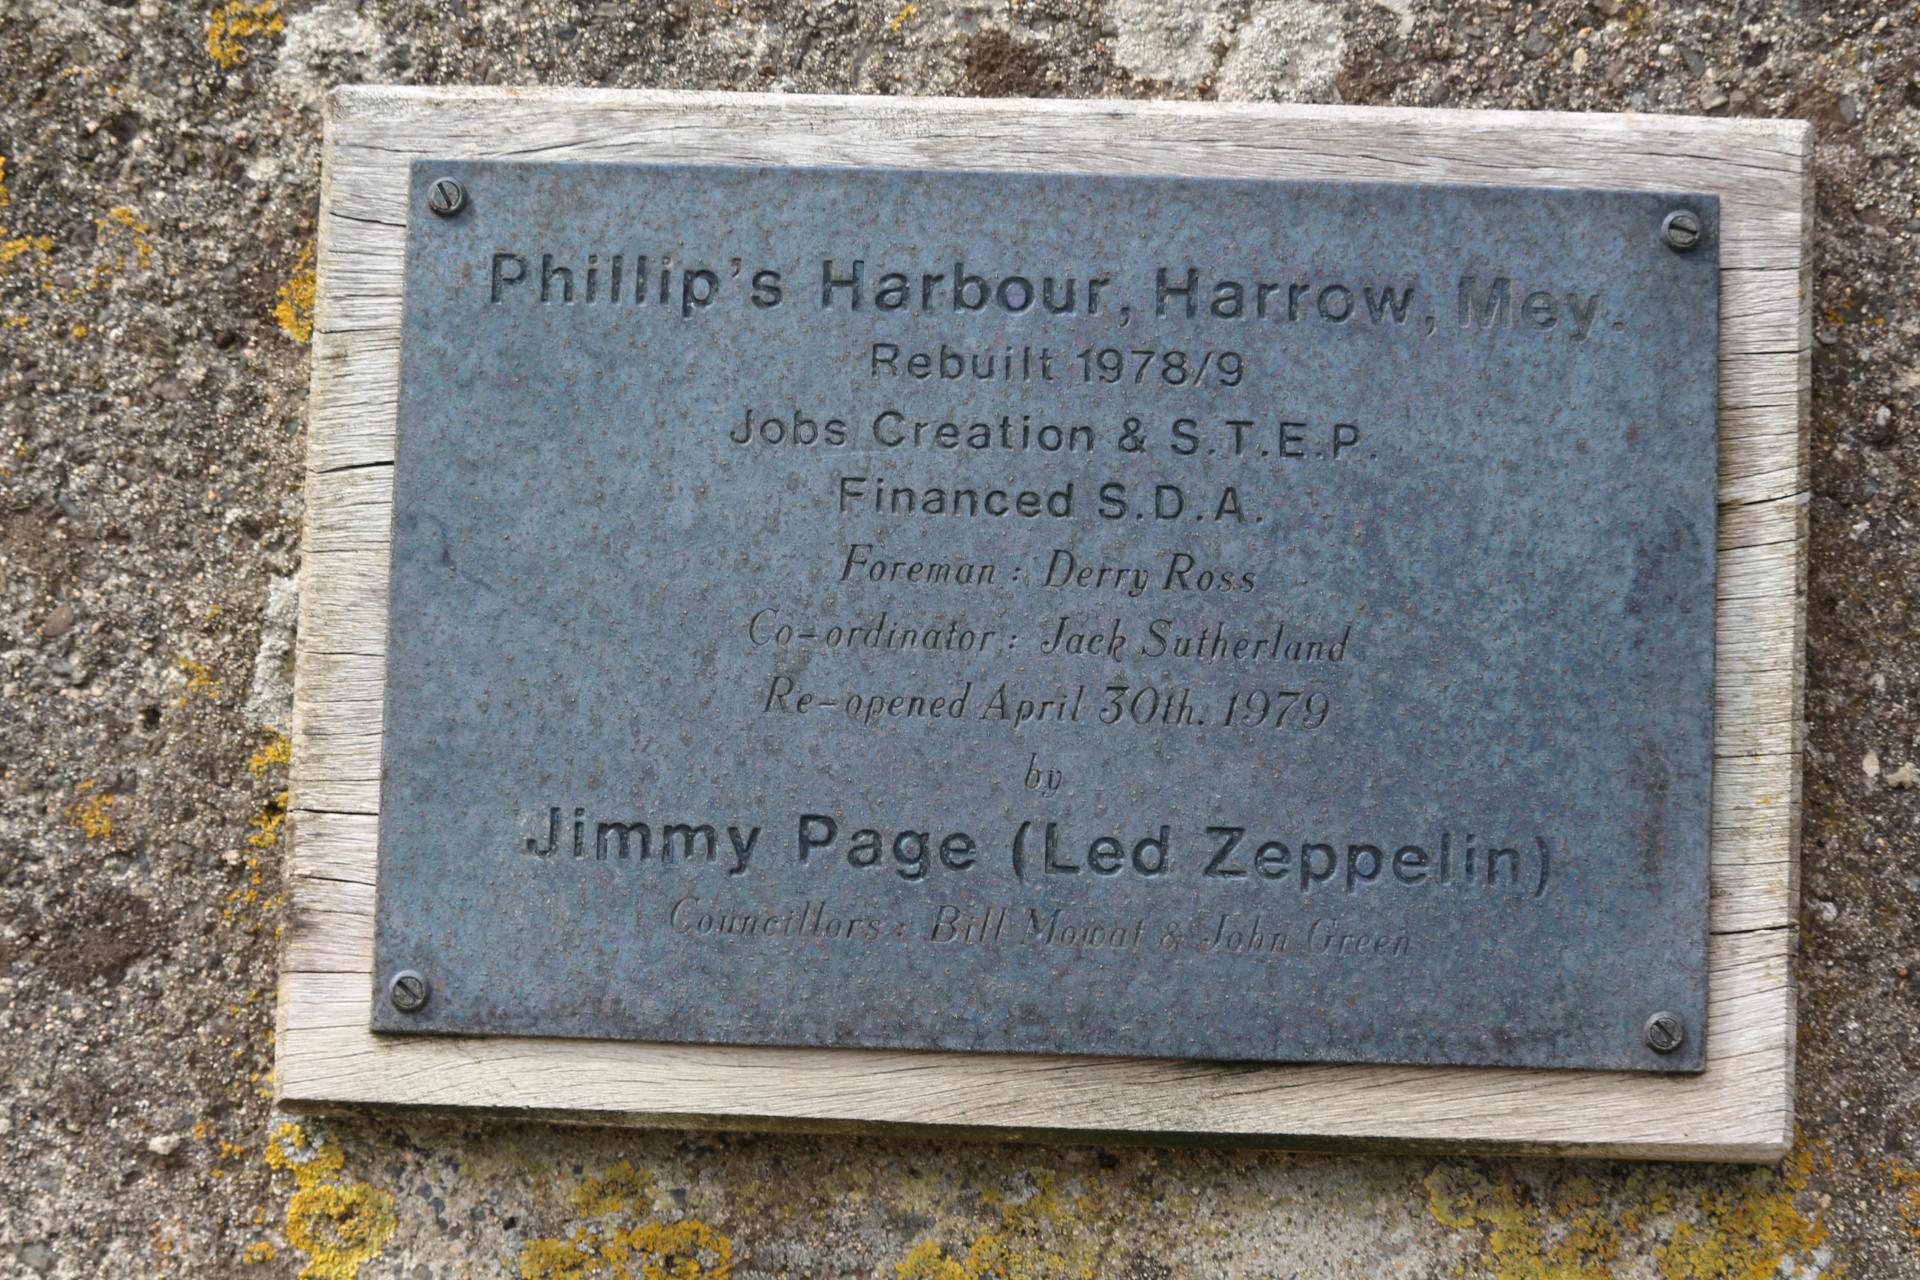 Phillip's Harbour, Harrow, Mey.
Rebuilt 1978/9
Jobs Creation & S.T.E.P.
Financed S.D.A.
Foreman : Derry Ross
Co-ordinator : Jack Sutherland
Re-opened April 30th. 1979
by
Jimmy Page (Led Zeppelin)
Councillors : Bill Mowat & John Green